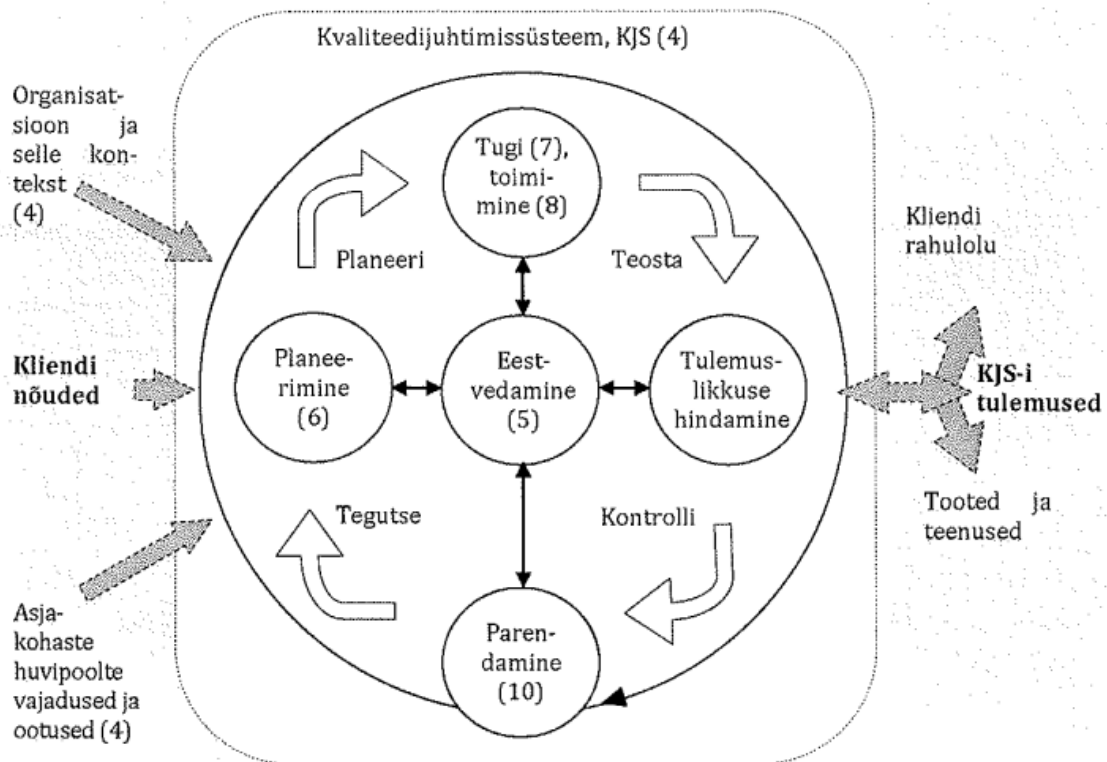 Kvaliteedijuhtimissüsteem, KJS (4)
Organisat-
sioon ja
selle kon-
tekst
(4)
Tugi (7),
toimi-
mine (8)
Planeeri
Teosta
Kliendi
rahulolu
Kliendi
nõuded
Planee-
rimine
(6)
Eest-
vedamine
(5)
Tulemus-
likkuse
hindamine
KJS-i
tulemused
Tegutse
Kontrolli
Tooted ja
teenused
Asja-
kohaste
huvipoolte
vajadused ja
ootused (4)
Paren-
damine
(10)